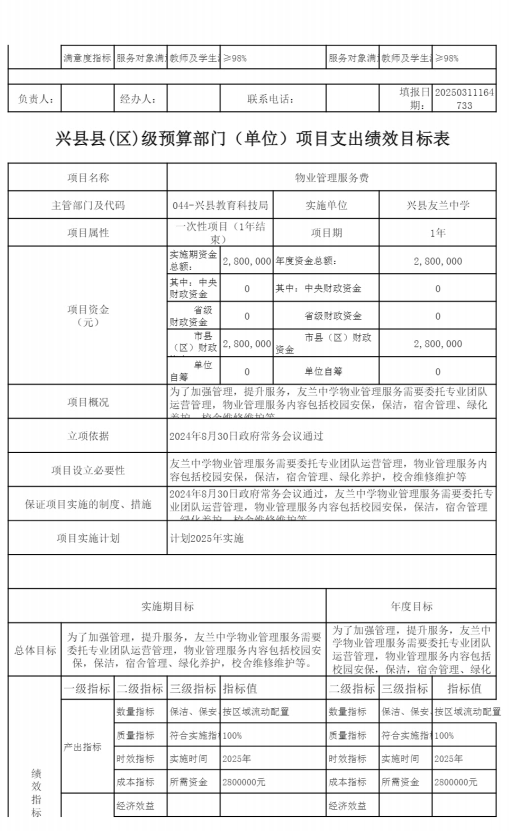 满意度指标 服务对象满 教师及学生 ≥98% 服务对象满 教师及学生 ≥98%
负责人： 经办人： 联系电话： 填报日期： 20250311164733
兴县县(区)级预算部门（单位）项目支出绩效目标表
项目名称 物业管理服务费
主管部门及代码 044-兴县教育科技局 实施单位 兴县友兰中学
项目属性 一次性项目（1年结束） 项目期 1年
项目资金（元） 实施期资金总额： 2,800,000 年度资金总额： 2,800,000
其中：中央财政资金 0 其中：中央财政资金 0
省级财政资金 0 省级财政资金 0
市县（区）财政 2,800,000 市县（区）财政资金 2,800,000
单位自筹 0 单位自筹 0
项目概况 为了加强管理，提升服务，友兰中学物业管理服务需要委托专业团队
运营管理，物业管理服务内容包括校园安保，保洁，宿舍管理、绿化
养护，校舍维修维护等
立项依据 2024年8月30日政府常务会议通过
项目设立必要性 友兰中学物业管理服务需要委托专业团队运营管理，物业管理服务内
容包括校园安保，保洁，宿舍管理、绿化养护，校舍维修维护等
保证项目实施的制度、措施 2024年8月30日政府常务会议通过，友兰中学物业管理服务需要委托专
业团队运营管理，物业管理服务内容包括校园安保，保洁，宿舍管理
、绿化养护，校舍维修维护等
项目实施计划 计划2025年实施
实施期目标 年度目标
总体目标 为了加强管理，提升服务，友兰中学物业管理服务需要
委托专业团队运营管理，物业管理服务内容包括校园安
保，保洁，宿舍管理、绿化养护，校舍维修维护等。
为了加强管理，提升服务，友兰中
学物业管理服务需要委托专业团队
运营管理，物业管理服务内容包括
校园安保，保洁，宿舍管理、绿化
绩效指标 一级指标 二级指标 三级指标 指标值 二级指标 三级指标 指标值
产出指标 数量指标 保洁、保安 按区域流动配置 数量指标 保洁、保安 按区域流动配置
质量指标 符合实施指 100% 质量指标 符合实施指 100%
时效指标 实施时间 2025年 时效指标 实施时间 2025年
成本指标 所需资金 2800000元 成本指标 所需资金 2800000元
经济效益 经济效益